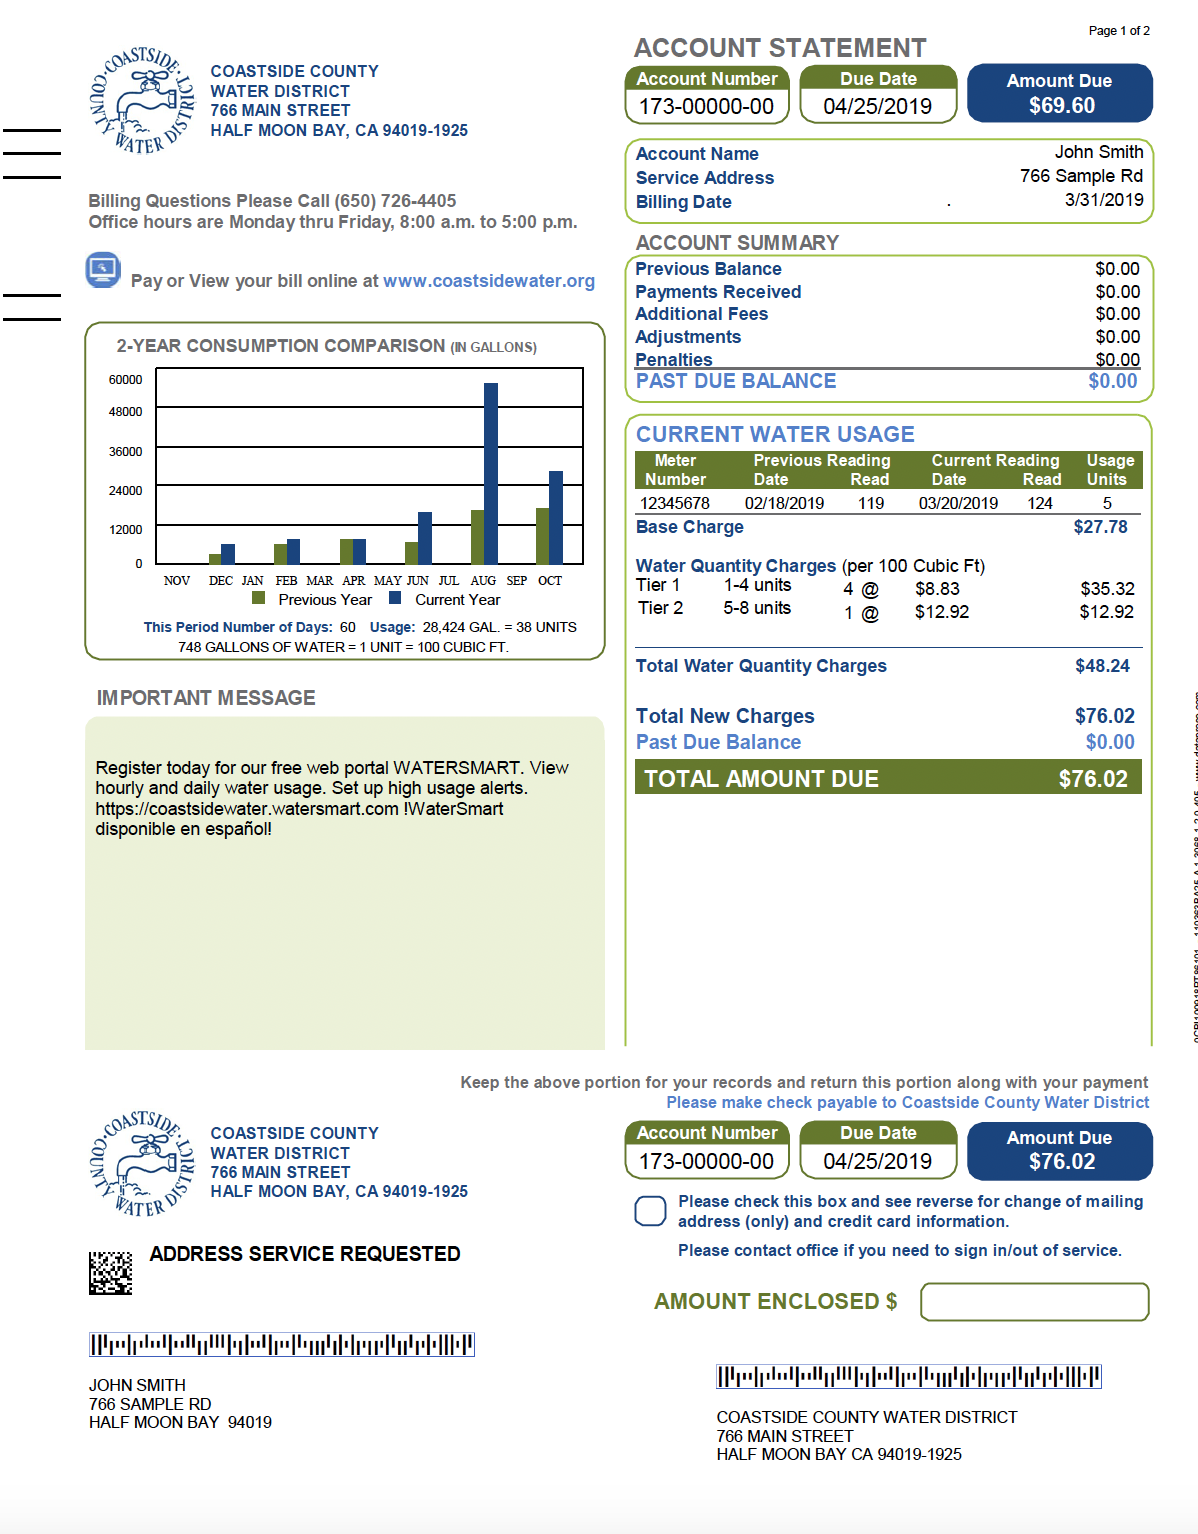 Page 1 of 2
COASTSIDE COUNTY WATER DISTRICT
COASTSIDE COUNTY
WATER DISTRICT
766 MAIN STREET
HALF MOON BAY, CA 94019-1925
Billing Questions Please Call (650) 726-4405
Office hours are Monday thru Friday, 8:00 a.m. to 5:00 p.m.
Pay or View your bill online at www.coastsidewater.org
2-YEAR CONSUMPTION COMPARISON (IN GALLONS)
60000
48000
36000
24000
12000
0
NOV DEC JAN FEB MAR APR MAY JUN JUL AUG SEP OCT
Previous Year Current Year
This Period Number of Days: 60 Usage: 28,424 GAL. = 38 UNITS
748 GALLONS OF WATER = 1 UNIT = 100 CUBIC FT.
IMPORTANT MESSAGE
Register today for our free web portal WATERSMART. View
hourly and daily water usage. Set up high usage alerts.
https://coastsidewater.watersmart.com !WaterSmart
disponible en español!
ACCOUNT STATEMENT
Account Number Due Date Amount Due
173-00000-00 04/25/2019 $69.60
Account Name John Smith
Service Address 766 Sample Rd
Billing Date . 3/31/2019
ACCOUNT SUMMARY
Previous Balance $0.00
Payments Received $0.00
Additional Fees $0.00
Adjustments $0.00
Penalties $0.00
PAST DUE BALANCE $0.00
CURRENT WATER USAGE
Meter Previous Reading Current Reading Usage
Number Date Read Date Read Units
12345678 02/18/2019 119 03/20/2019 124 5
Base Charge $27.78
Water Quantity Charges (per 100 Cubic Ft)
Tier 1 1-4 units 4 @ $8.83 $35.32
Tier 2 5-8 units 1 @ $12.92 $12.92
Total Water Quantity Charges $48.24
Total New Charges $76.02
Past Due Balance $0.00
TOTAL AMOUNT DUE $76.02
Keep the above portion for your records and return this portion along with your payment
Please make check payable to Coastside County Water District
COASTSIDE COUNTY WATER DISTRICT
COASTSIDE COUNTY
WATER DISTRICT
766 MAIN STREET
HALF MOON BAY, CA 94019-1925
Account Number Due Date Amount Due
173-00000-00 04/25/2019 $76.02
Please check this box and see reverse for change of mailing
address (only) and credit card information.
Please contact office if you need to sign in/out of service.
ADDRESS SERVICE REQUESTED
AMOUNT ENCLOSED $
JOHN SMITH
766 SAMPLE RD
HALF MOON BAY 94019
COASTSIDE COUNTY WATER DISTRICT
766 MAIN STREET
HALF MOON BAY CA 94019-1925